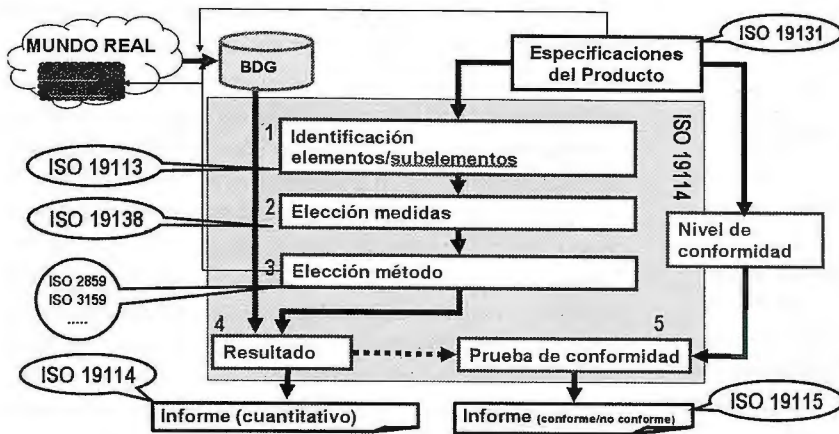 MUNDO REAL
BDG
Especificaciones
del Producto
ISO 19131
1
Identificación
elementos/subelementos
ISO 19114
ISO 19113
2
Elección medidas
ISO 19138
Nivel de
conformidad
3
Elección método
ISO 2859
ISO 3159
.....
4
Resultado
5
Prueba de conformidad
ISO 19114
Informe (cuantitativo)
Informe (conforme/no conforme)
ISO 19115